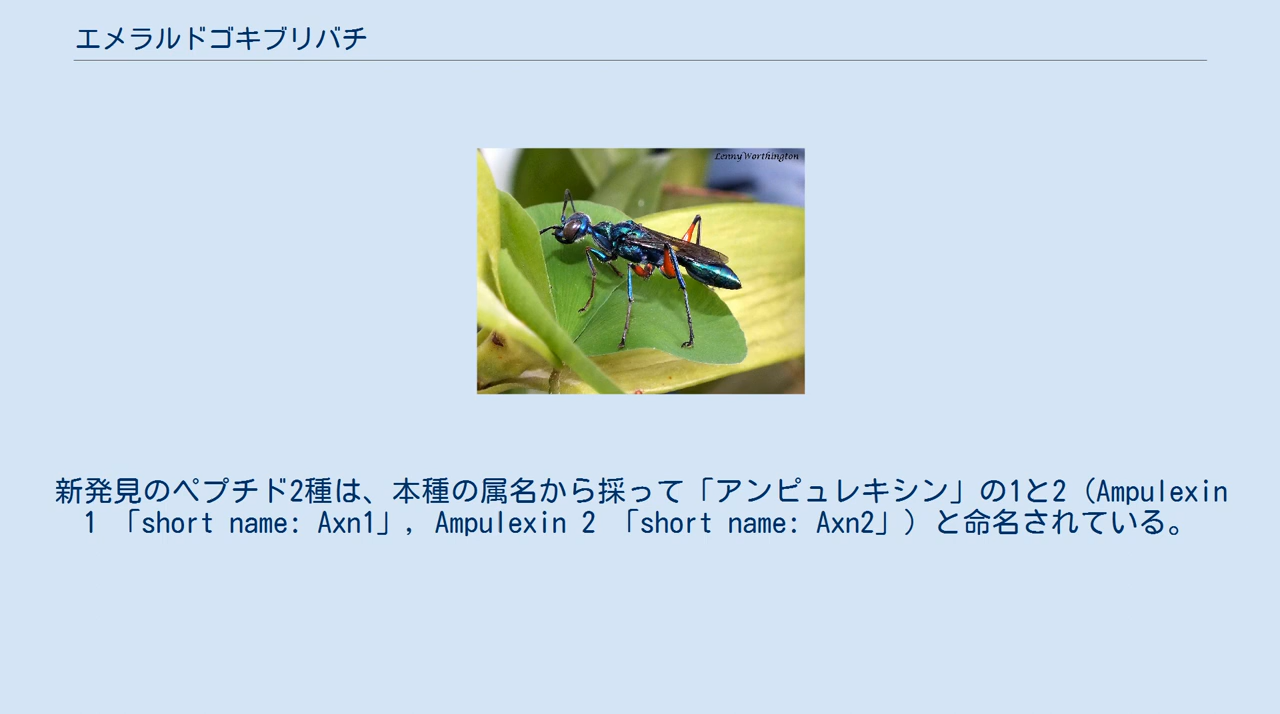 エメラルドゴキブリバチ
LennyWorthington
新発見のペプチド2種は、本種の属名から採って「アンピュレキシン」の1と2（Ampulexin
1 「short name: Axn1」, Ampulexin 2 「short name: Axn2」）と命名されている。